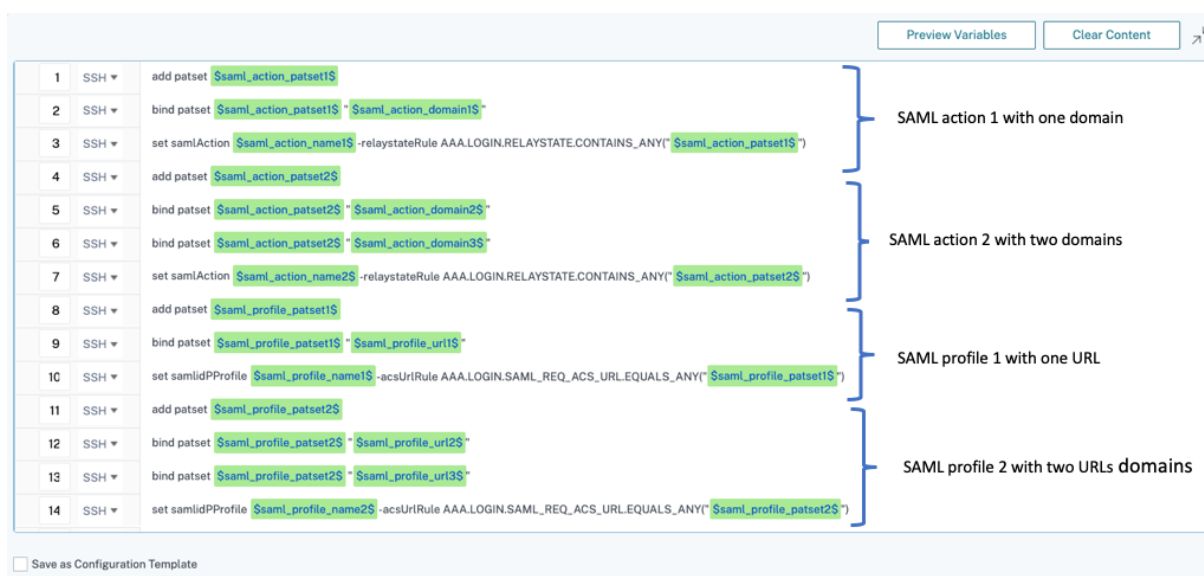 Preview Variables
Clear Content
1 SSH add patset $saml_action_patset1$
2 SSH bind patset $saml_action_patset1$ "$saml_action_domain1$"
SAML action 1 with one domain
3 SSH set samlAction $saml_action_name1$ -relaystateRule AAA.LOGIN.RELAYSTATE.CONTAINS_ANY("$saml_action_patset1$")
4 SSH add patset $saml_action_patset2$
5 SSH bind patset $saml_action_patset2$ "$saml_action_domain2$"
6 SSH bind patset $saml_action_patset2$ "$saml_action_domain3$"
SAML action 2 with two domains
7 SSH set samlAction $saml_action_name2$ -relaystateRule AAA.LOGIN.RELAYSTATE.CONTAINS_ANY("$saml_action_patset2$")
8 SSH add patset $saml_profile_patset1$
9 SSH bind patset $saml_profile_patset1$ "$saml_profile_url1$"
SAML profile 1 with one URL
10 SSH set samlidPProfile $saml_profile_name1$ -acsUrlRule AAA.LOGIN.SAML_REQ_ACS_URL.EQUALS_ANY("$saml_profile_patset1$")
11 SSH add patset $saml_profile_patset2$
12 SSH bind patset $saml_profile_patset2$ "$saml_profile_url2$"
13 SSH bind patset $saml_profile_patset2$ "$saml_profile_url3$"
SAML profile 2 with two URLs domains
14 SSH set samlidPProfile $saml_profile_name2$ -acsUrlRule AAA.LOGIN.SAML_REQ_ACS_URL.EQUALS_ANY("$saml_profile_patset2$")
Save as Configuration Template